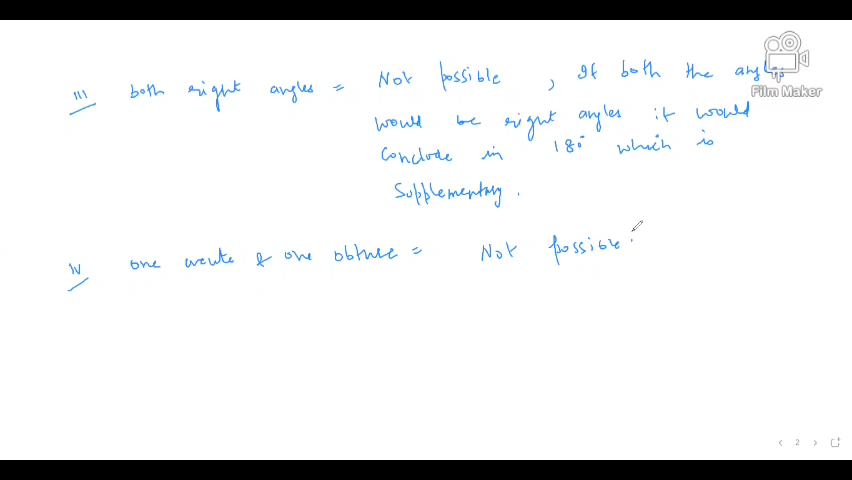 III both right angles = Not possible , If both the angles
would be right angles it would
conclude in 180° which is
supplementary.
IV one acute & one obtuse = Not possible.
Film Maker
2